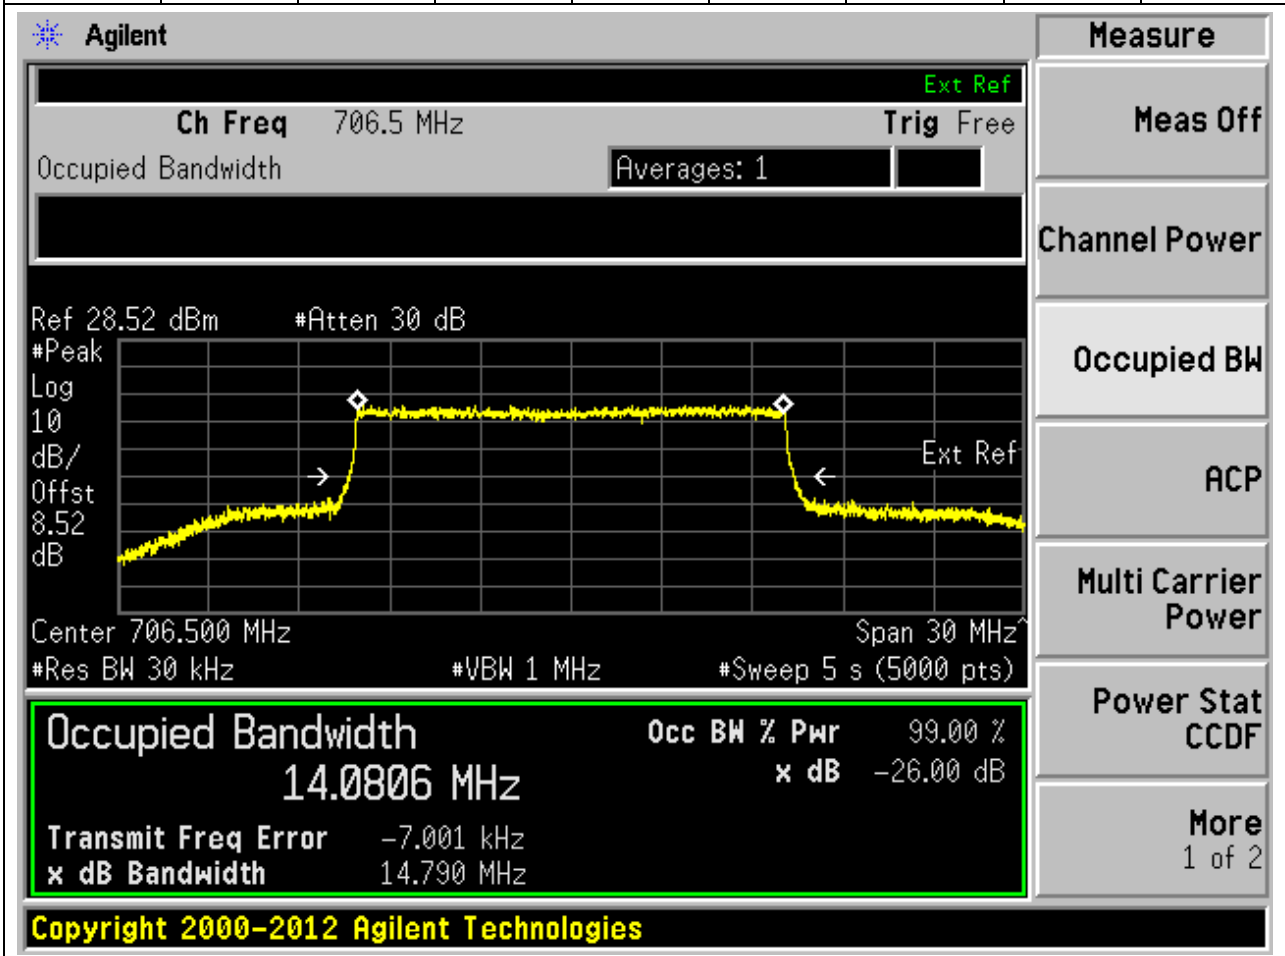 Agilent
Measure
Ext Ref
Ch Freq 706.5 MHz Trig Free
Meas Off
Occupied Bandwidth Averages: 1
Channel Power
Ref 28.52 dBm #Atten 30 dB
#Peak
Log
10
dB/
Offst
8.52
dB
Ext Ref
Occupied BW
ACP
Center 706.500 MHz Span 30 MHz^
#Res BW 30 kHz #VBW 1 MHz #Sweep 5 s (5000 pts)
Multi Carrier
Power
Occupied Bandwidth Occ BW % Pwr 99.00 %
14.0806 MHz x dB -26.00 dB
Transmit Freq Error -7.001 kHz
x dB Bandwidth 14.790 MHz
Power Stat
CCDF
More
1 of 2
Copyright 2000-2012 Agilent Technologies